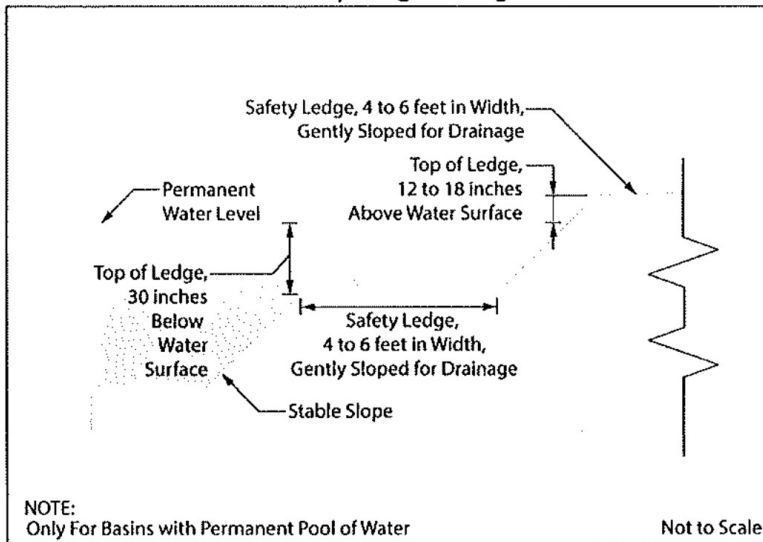 Safety Ledge, 4 to 6 feet in Width,
Gently Sloped for Drainage
Top of Ledge,
12 to 18 inches
Above Water Surface
Permanent
Water Level
Top of Ledge,
30 inches
Below
Water
Surface
Safety Ledge,
4 to 6 feet in Width,
Gently Sloped for Drainage
Stable Slope
NOTE:
Only For Basins with Permanent Pool of Water
Not to Scale